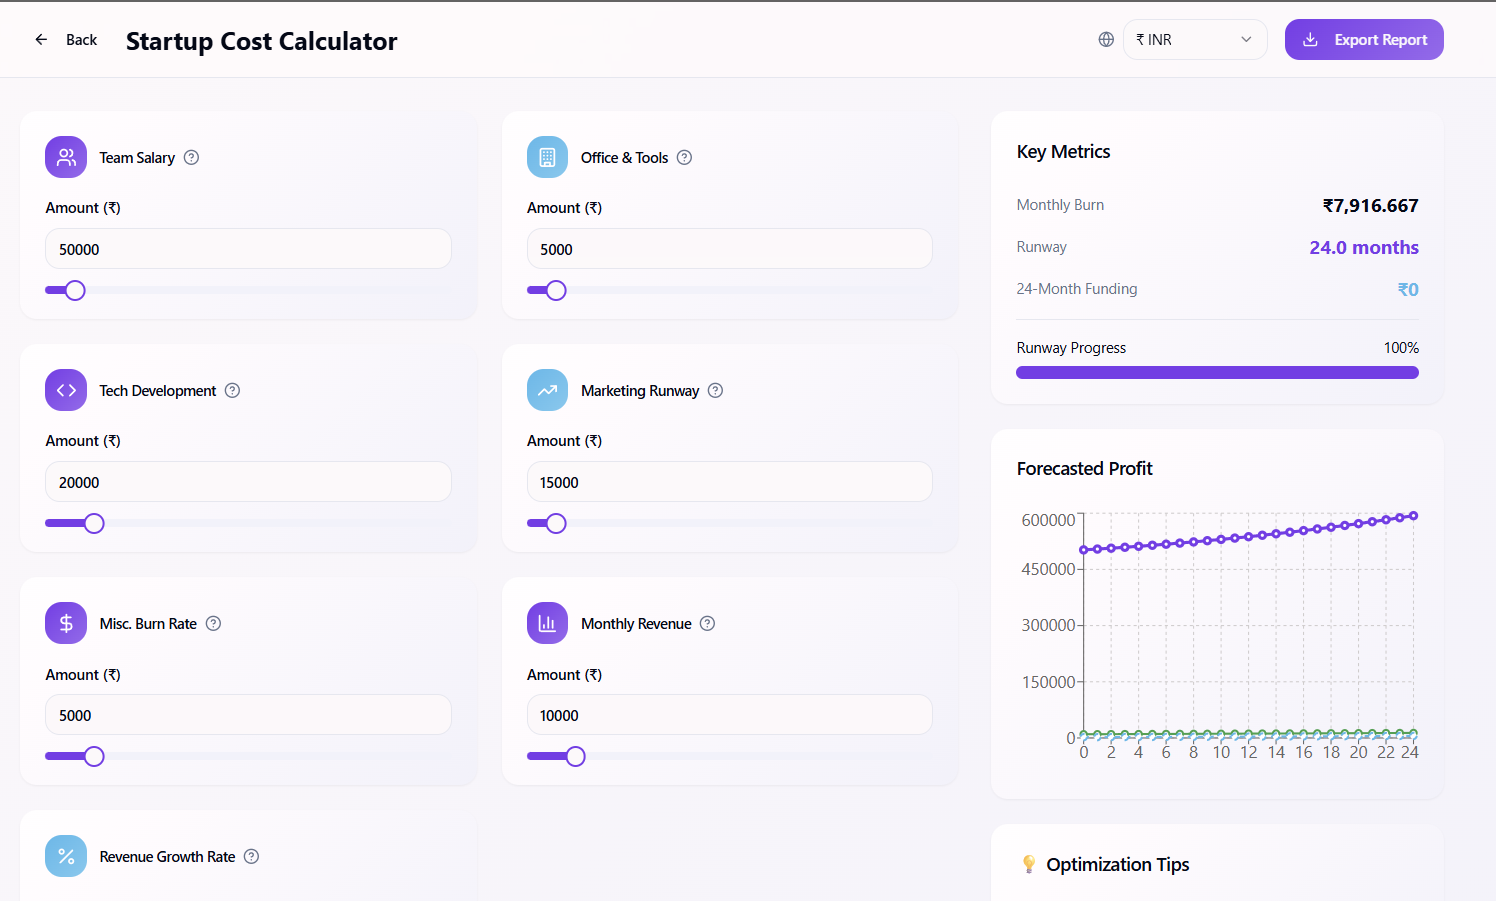 Back
Startup Cost Calculator
₹ INR
Export Report
Team Salary
Amount (₹)
50000
Office & Tools
Amount (₹)
5000
Tech Development
Amount (₹)
20000
Marketing Runway
Amount (₹)
15000
Misc. Burn Rate
Amount (₹)
5000
Monthly Revenue
Amount (₹)
10000
Revenue Growth Rate
Key Metrics
Monthly Burn ₹7,916.667
Runway 24.0 months
24-Month Funding ₹0
Runway Progress 100%
Forecasted Profit
600000
450000
300000
150000
0
0 2 4 6 8 10 12 14 16 18 20 22 24
Optimization Tips